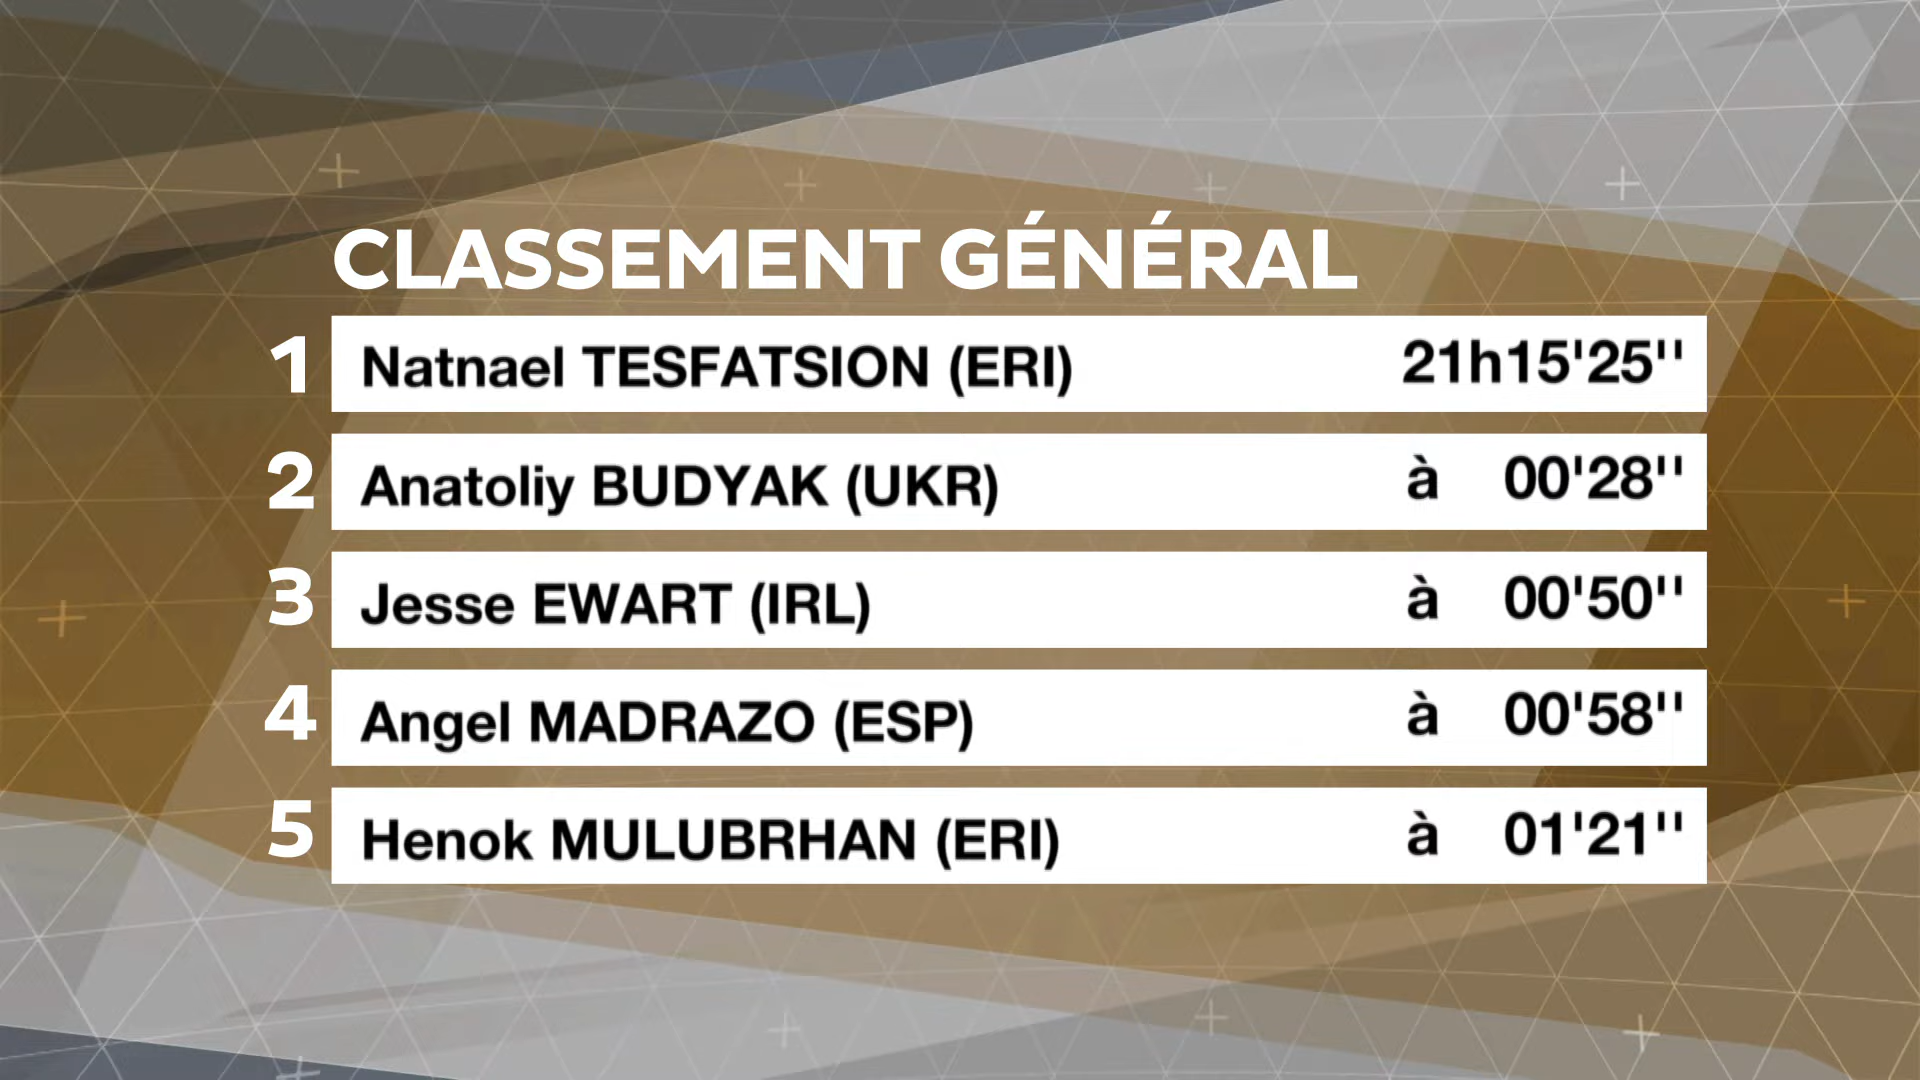 CLASSEMENT GÉNÉRAL
1 Natnael TESFATSION (ERI) 21h15'25''
2 Anatoliy BUDYAK (UKR) à 00'28''
3 Jesse EWART (IRL) à 00'50''
4 Angel MADRAZO (ESP) à 00'58''
5 Henok MULUBRHAN (ERI) à 01'21''